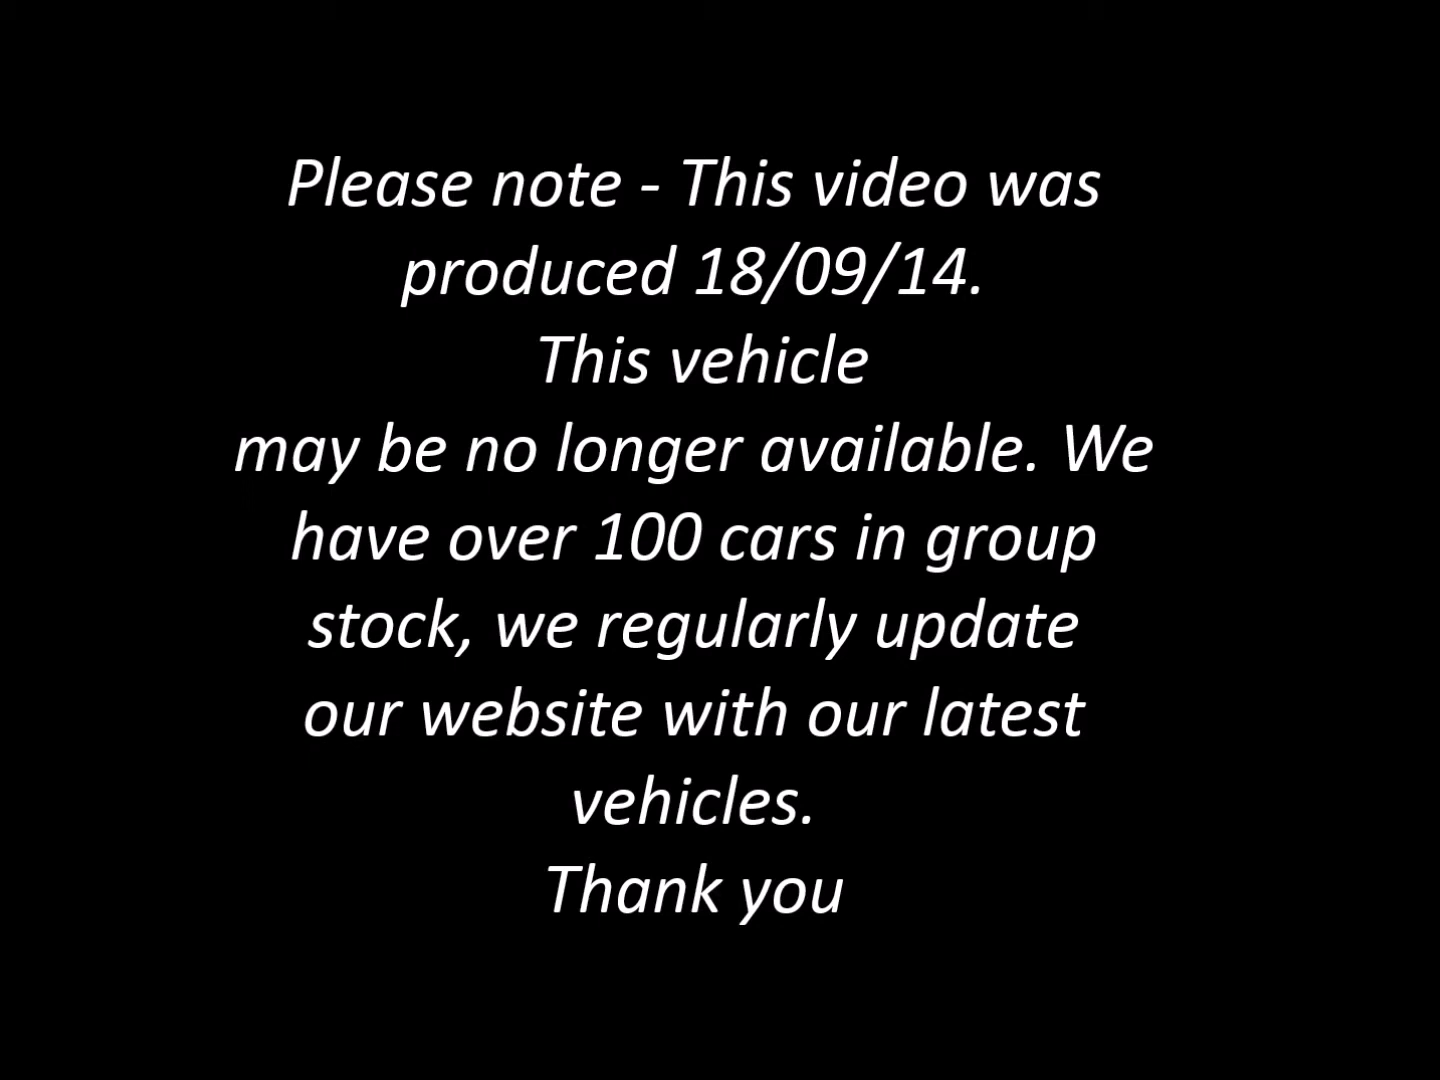 Please note - This video was
produced 18/09/14.
This vehicle
may be no longer available. We
have over 100 cars in group
stock, we regularly update
our website with our latest
vehicles.
Thank you